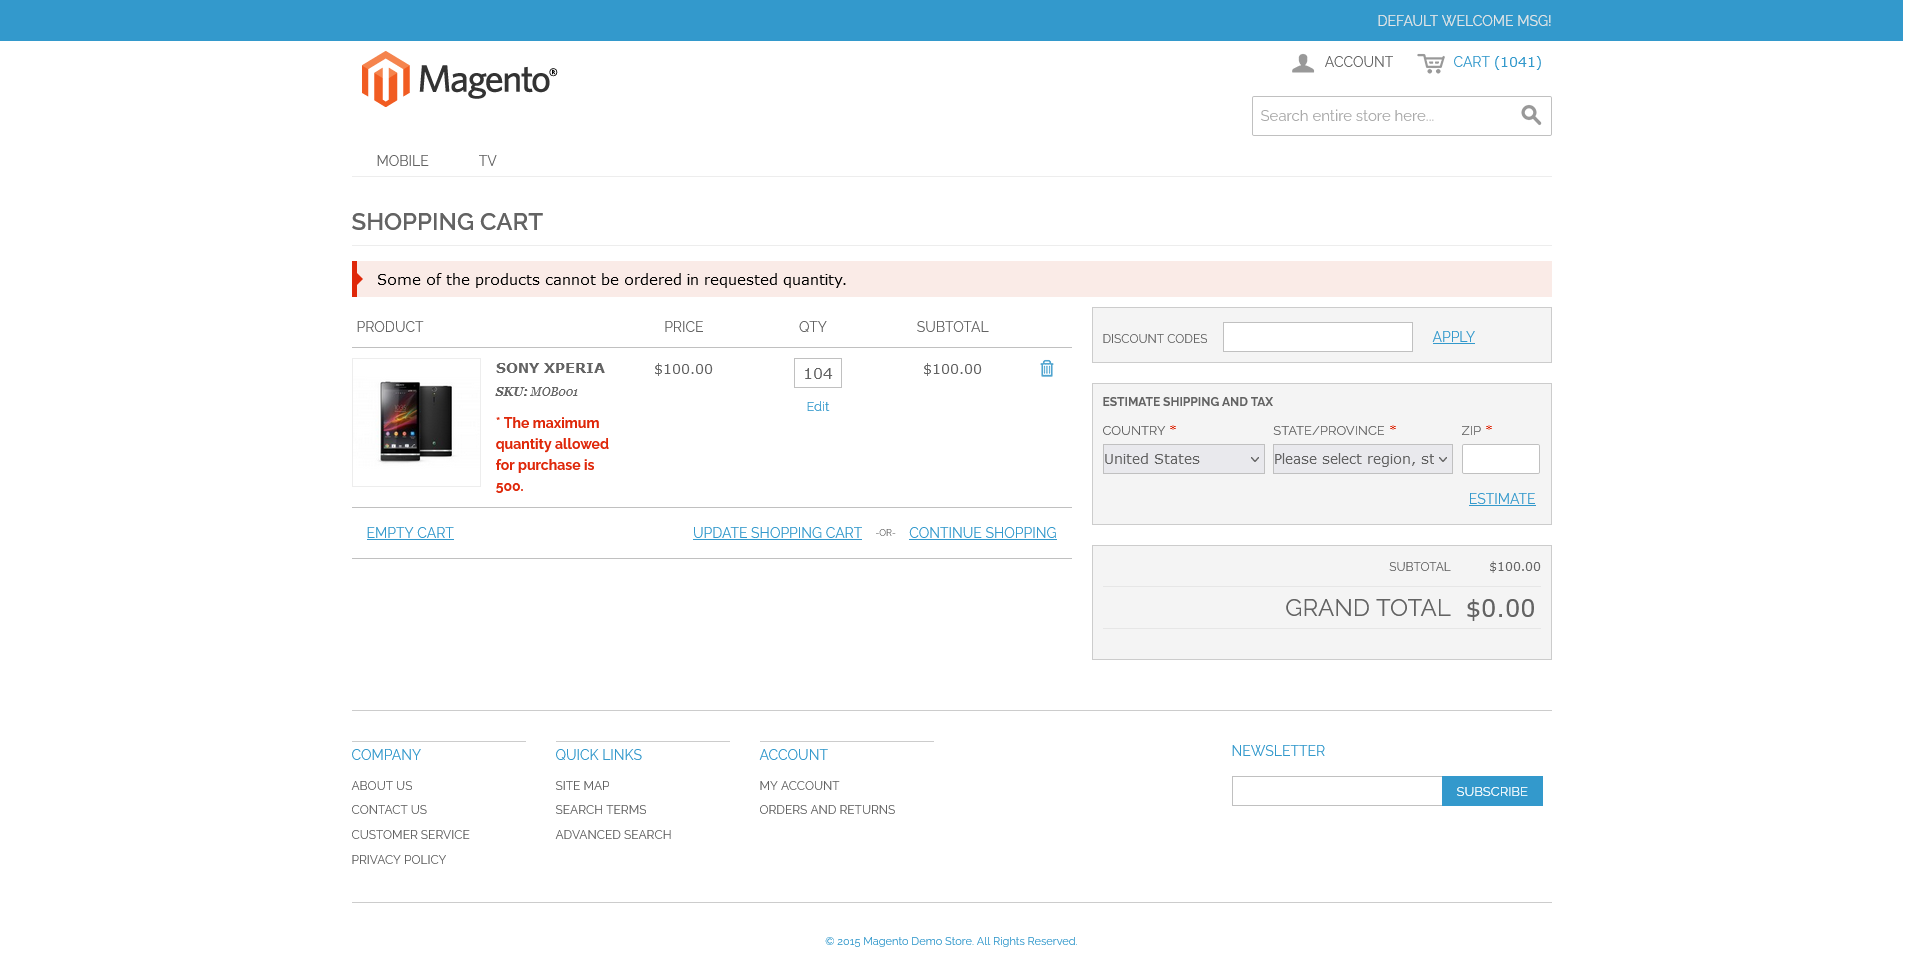 DEFAULT WELCOME MSG!
Magento®
ACCOUNT
CART (1041)
Search entire store here...
MOBILE
TV
SHOPPING CART
Some of the products cannot be ordered in requested quantity.
PRODUCT
PRICE
QTY
SUBTOTAL
SONY XPERIA
SKU: MOB001
* The maximum
quantity allowed
for purchase is
500.
$100.00
104
Edit
$100.00
EMPTY CART
UPDATE SHOPPING CART
-OR-
CONTINUE SHOPPING
DISCOUNT CODES
APPLY
ESTIMATE SHIPPING AND TAX
COUNTRY *
STATE/PROVINCE *
ZIP *
United States
Please select region, st
ESTIMATE
SUBTOTAL $100.00
GRAND TOTAL $0.00
COMPANY
ABOUT US
CONTACT US
CUSTOMER SERVICE
PRIVACY POLICY
QUICK LINKS
SITE MAP
SEARCH TERMS
ADVANCED SEARCH
ACCOUNT
MY ACCOUNT
ORDERS AND RETURNS
NEWSLETTER
SUBSCRIBE
© 2015 Magento Demo Store. All Rights Reserved.